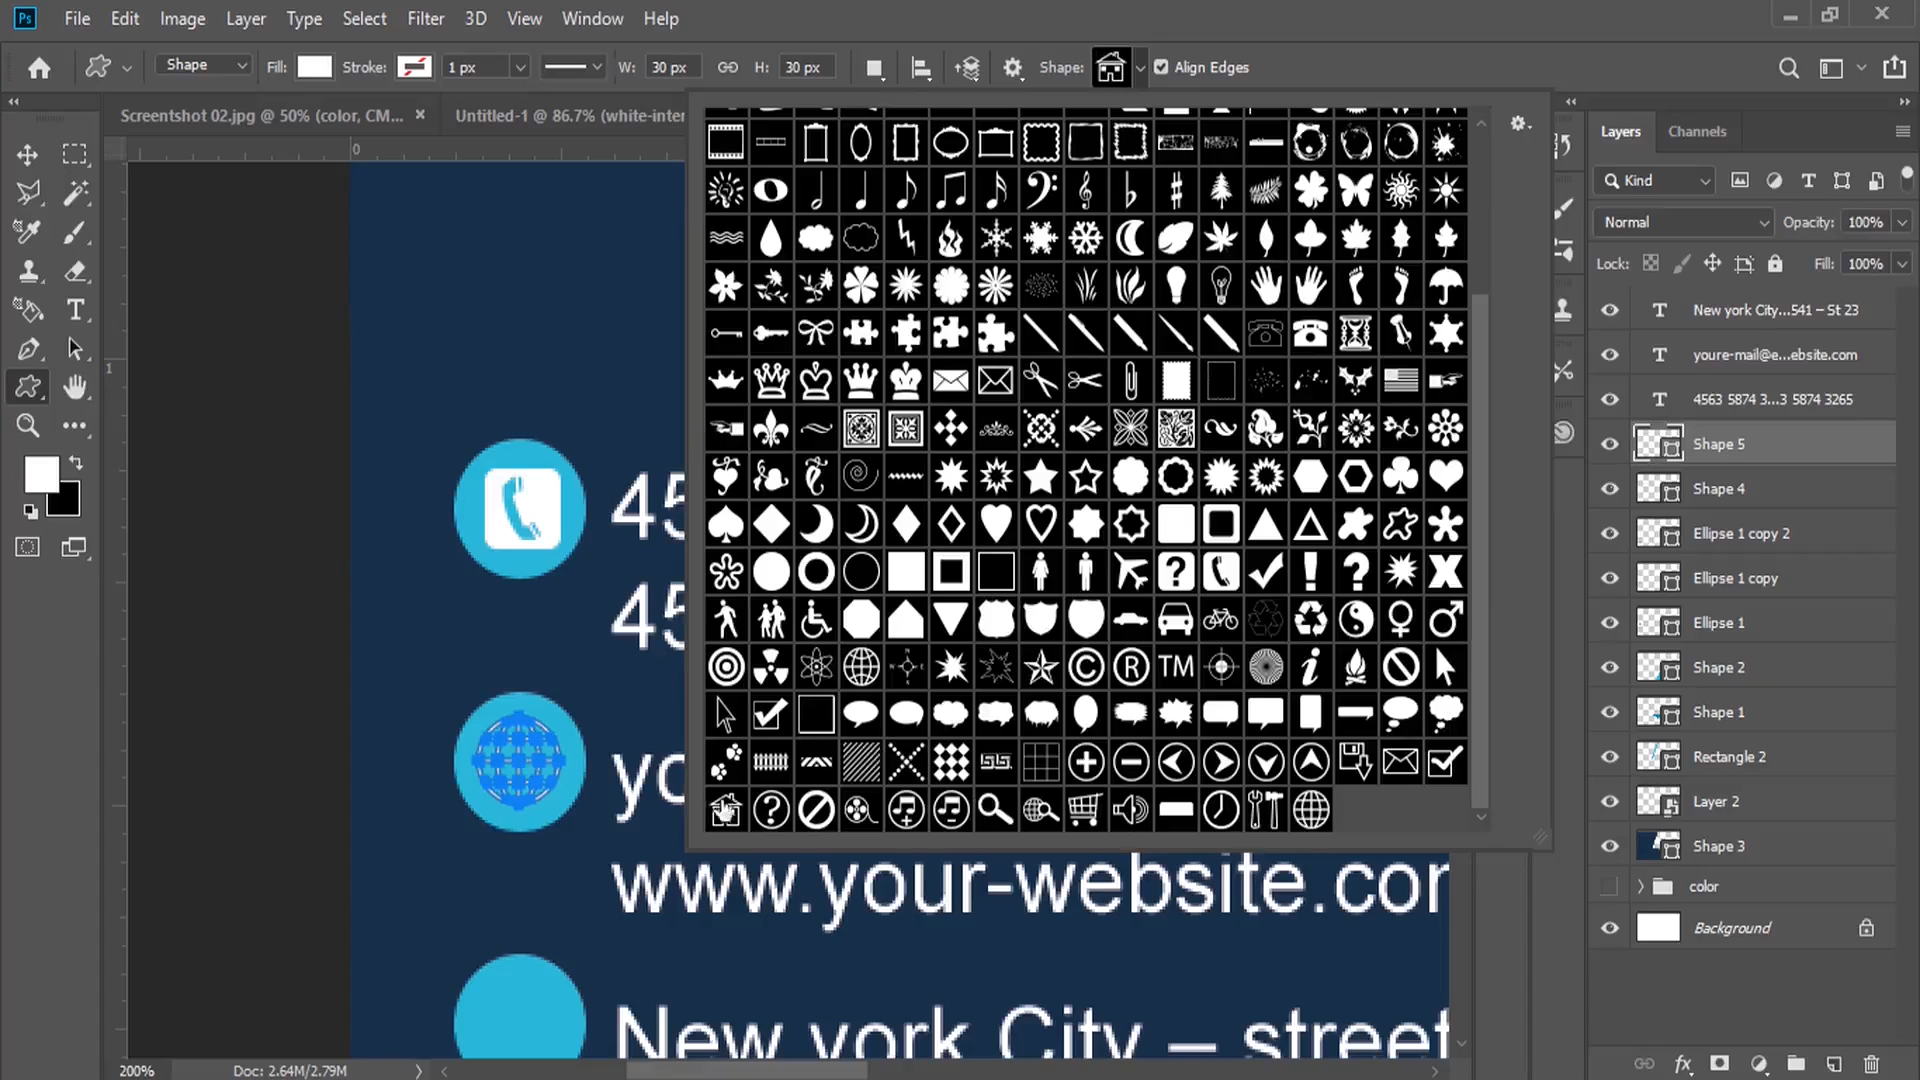 Ps File Edit Image Layer Type Select Filter 3D View Window Help
Shape Fill: Stroke: 1 px W: 30 px H: 30 px Shape: Align Edges
Screenshot 02.jpg @ 50% (color, CM... × Untitled-1 @ 86.7% (white-inter
0
1
TM
45
45
yo
www.your-website.cor
New york City – street
200% Doc: 2.64M/2.79M
Layers Channels
Kind
Normal Opacity: 100%
Lock: Fill: 100%
New york City...541 – St 23
youre-mail@e...ebsite.com
4563 5874 3...3 5874 3265
Shape 5
Shape 4
Ellipse 1 copy 2
Ellipse 1 copy
Ellipse 1
Shape 2
Shape 1
Rectangle 2
Layer 2
Shape 3
color
Background
fx